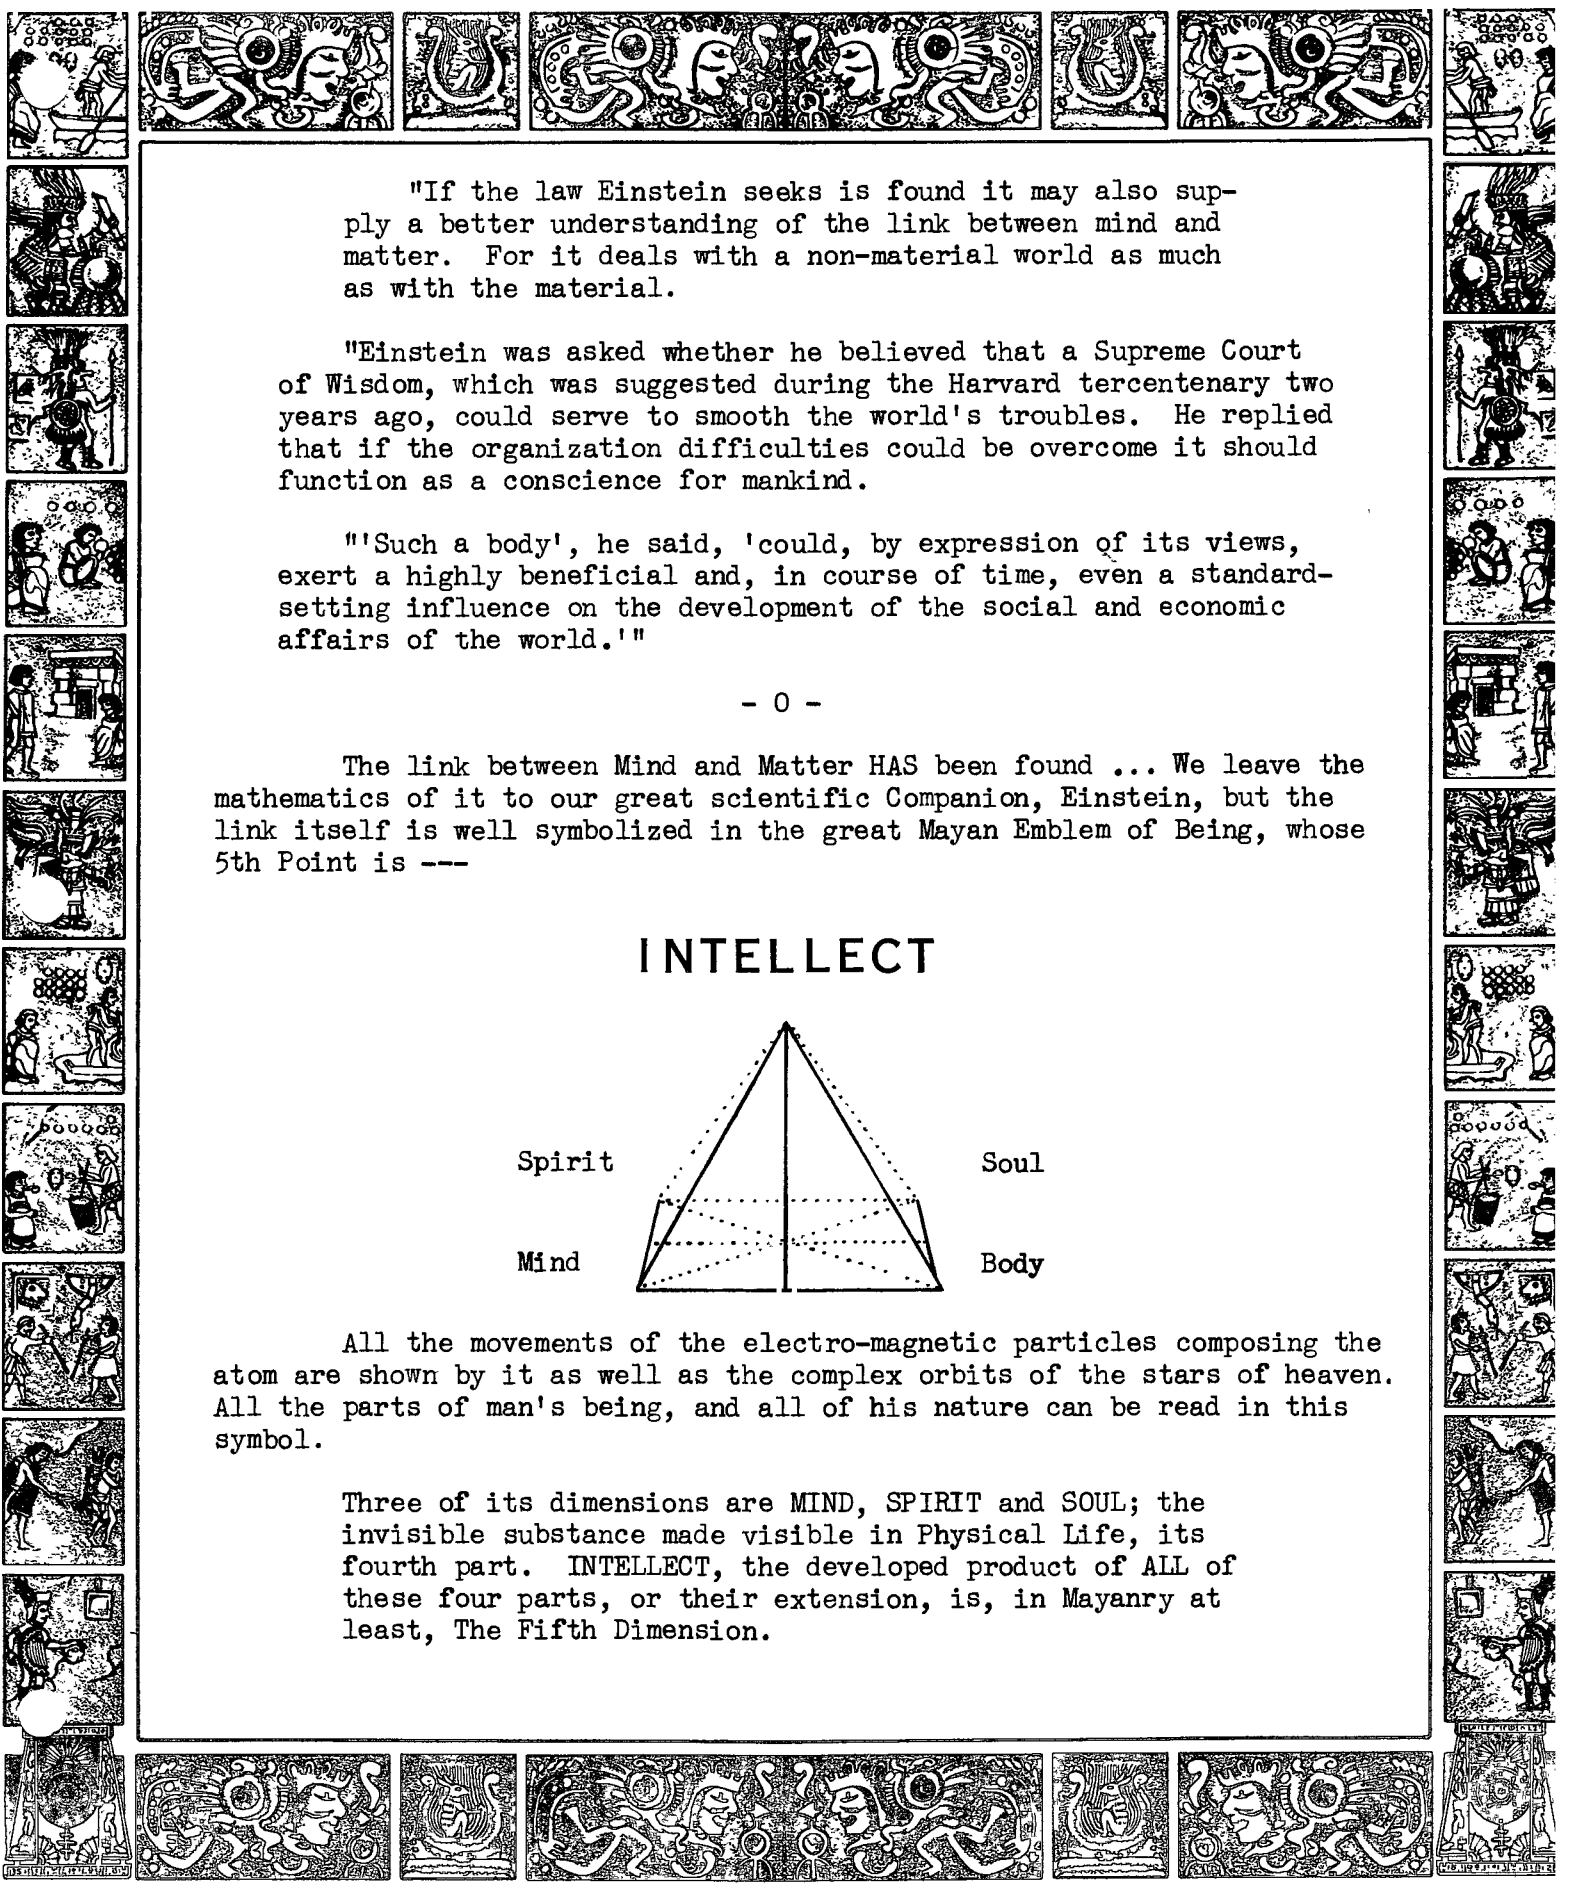 "If the law Einstein seeks is found it may also sup-
ply a better understanding of the link between mind and
matter. For it deals with a non-material world as much
as with the material.
"Einstein was asked whether he believed that a Supreme Court
of Wisdom, which was suggested during the Harvard tercentenary two
years ago, could serve to smooth the world's troubles. He replied
that if the organization difficulties could be overcome it should
function as a conscience for mankind.
"'Such a body', he said, 'could, by expression of its views,
exert a highly beneficial and, in course of time, even a standard-
setting influence on the development of the social and economic
affairs of the world.'"
- 0 -
The link between Mind and Matter HAS been found ... We leave the
mathematics of it to our great scientific Companion, Einstein, but the
link itself is well symbolized in the great Mayan Emblem of Being, whose
5th Point is ---
INTELLECT
Spirit
Soul
Mind
Body
All the movements of the electro-magnetic particles composing the
atom are shown by it as well as the complex orbits of the stars of heaven.
All the parts of man's being, and all of his nature can be read in this
symbol.
Three of its dimensions are MIND, SPIRIT and SOUL; the
invisible substance made visible in Physical Life, its
fourth part. INTELLECT, the developed product of ALL of
these four parts, or their extension, is, in Mayanry at
least, The Fifth Dimension.